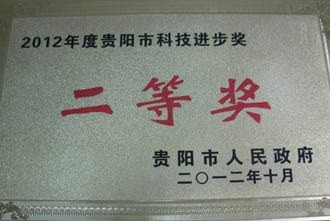 2012年度贵阳市科技进步奖
二等奖
贵阳市人民政府
二〇一二年十月